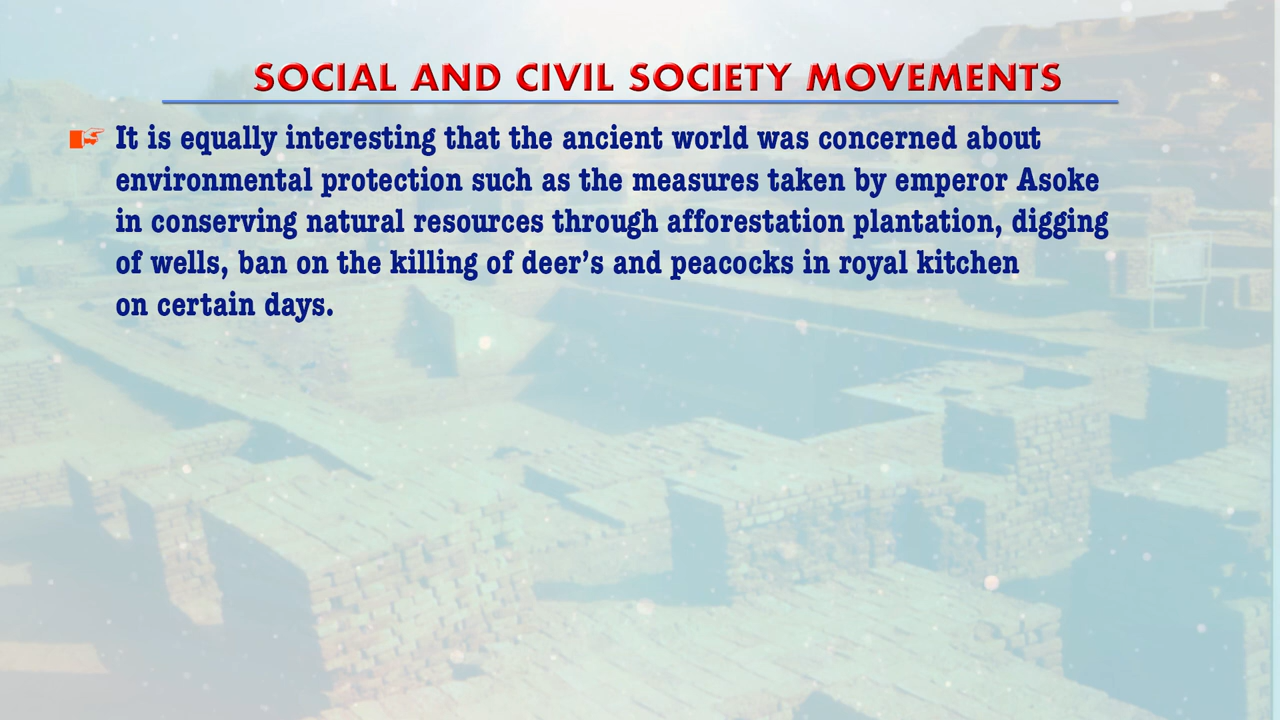 SOCIAL AND CIVIL SOCIETY MOVEMENTS
It is equally interesting that the ancient world was concerned about
environmental protection such as the measures taken by emperor Asoke
in conserving natural resources through afforestation plantation, digging
of wells, ban on the killing of deer’s and peacocks in royal kitchen
on certain days.